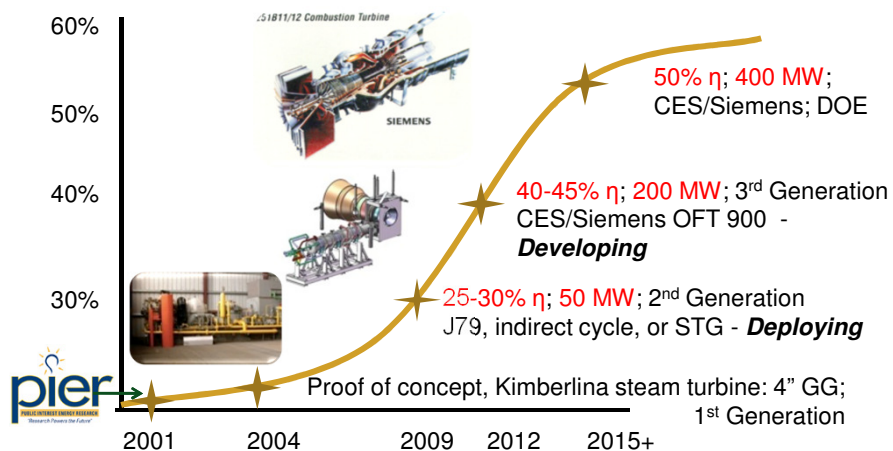 60%
251B11/12 Combustion Turbine
SIEMENS
50%
50% η; 400 MW;
CES/Siemens; DOE
40%
40-45% η; 200 MW; 3rd Generation
CES/Siemens OFT 900 -
Developing
30%
25-30% η; 50 MW; 2nd Generation
J79, indirect cycle, or STG - Deploying
pier
PUBLIC INTEREST ENERGY RESEARCH
"Research Powers the Future"
Proof of concept, Kimberlina steam turbine: 4” GG;
1st Generation
2001 2004 2009 2012 2015+